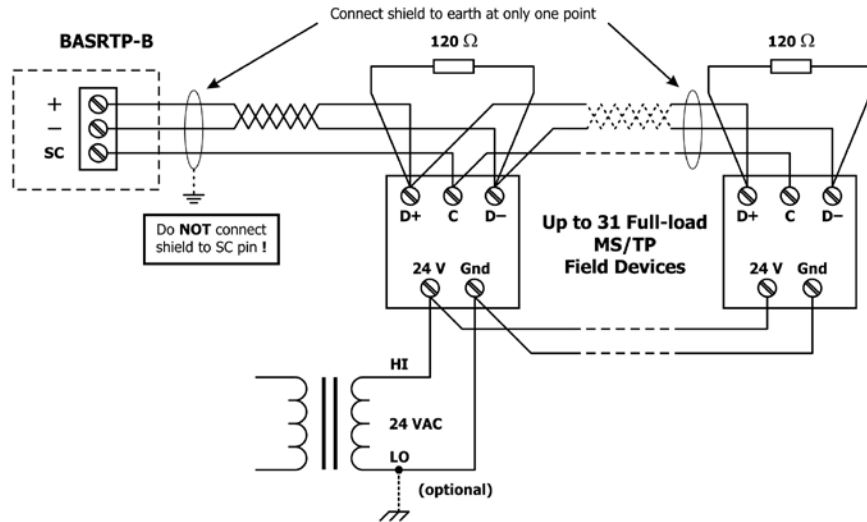 Connect shield to earth at only one point
BASRTP-B
120 Ω
120 Ω
+
−
SC
D+
C
D−
D+
C
D−
Do NOT connect
shield to SC pin !
Up to 31 Full-load
MS/TP
Field Devices
24 V
Gnd
24 V
Gnd
HI
24 VAC
LO
(optional)